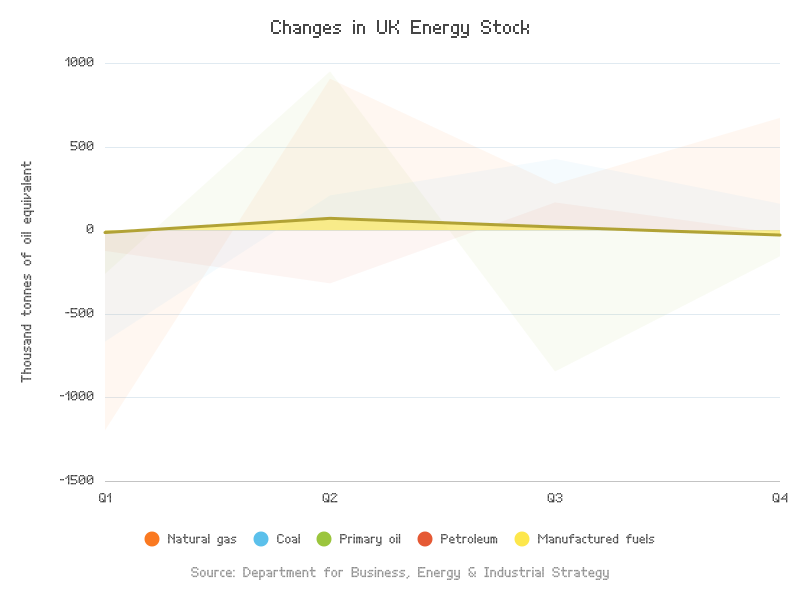 Changes in UK Energy Stock
Thousand tonnes of oil equivalent
1000
500
0
-500
-1000
-1500
Q1 Q2 Q3 Q4
Natural gas Coal Primary oil Petroleum Manufactured fuels
Source: Department for Business, Energy & Industrial Strategy